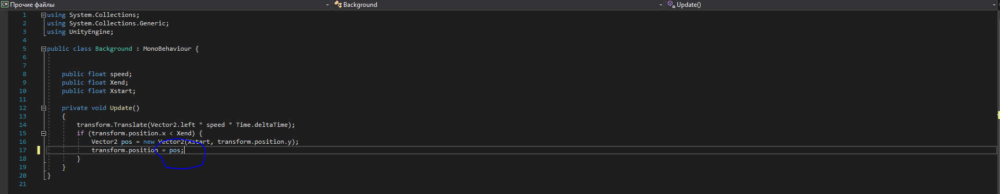 C# Прочие файлы Background Update()
1 using System.Collections;
2 using System.Collections.Generic;
3 using UnityEngine;
4
5 public class Background : MonoBehaviour {
6
7
8 public float speed;
9 public float Xend;
10 public float Xstart;
11
12 private void Update()
13 {
14 transform.Translate(Vector2.left * speed * Time.deltaTime);
15 if (transform.position.x < Xend) {
16 Vector2 pos = new Vector2(Xstart, transform.position.y);
17 transform.position = pos;
18 }
19 }
20 }
21